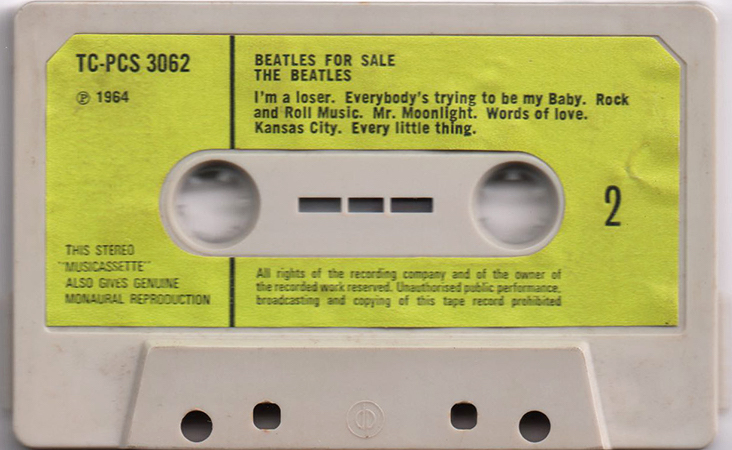 TC-PCS 3062
℗ 1964
BEATLES FOR SALE
THE BEATLES
I'm a loser. Everybody's trying to be my Baby. Rock
and Roll Music. Mr. Moonlight. Words of love.
Kansas City. Every little thing.
2
THIS STEREO
"MUSICASSETTE"
ALSO GIVES GENUINE
MONAURAL REPRODUCTION
All rights of the recording company and of the owner of
the recorded work reserved. Unauthorised public performance,
broadcasting and copying of this tape record prohibited